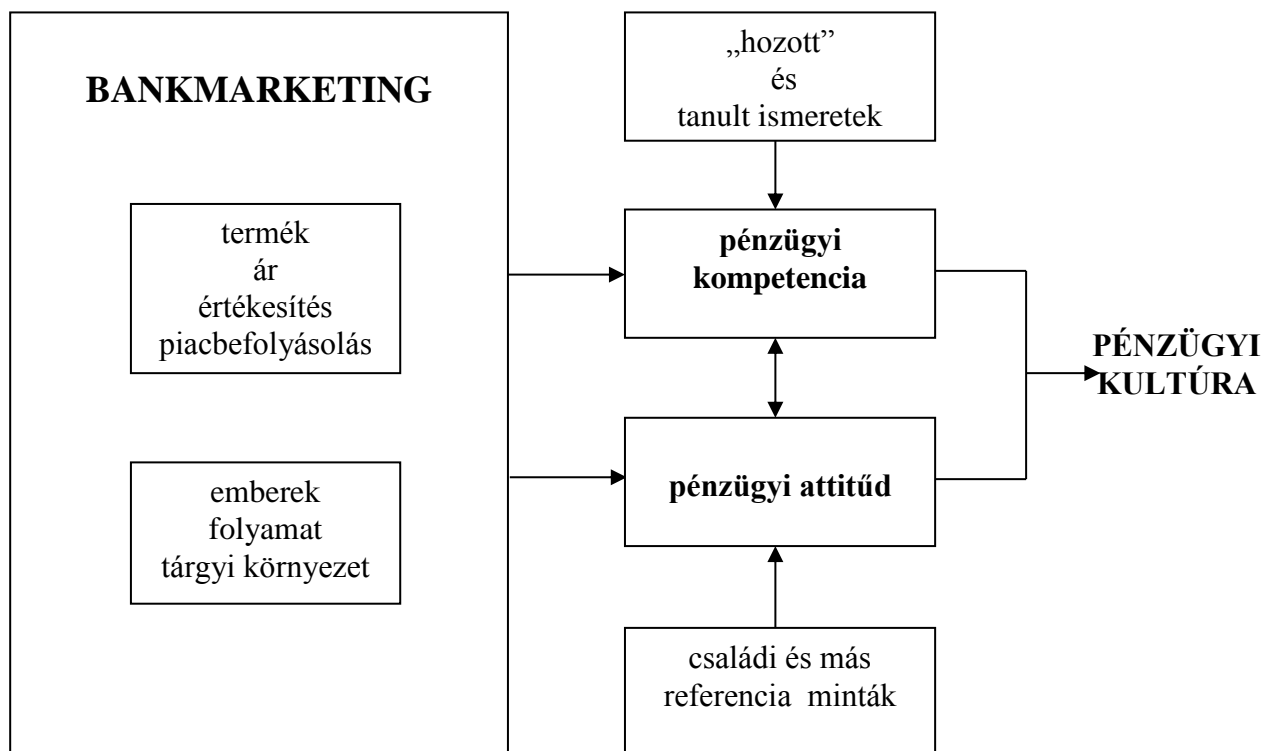 BANKMARKETING
termék
ár
értékesítés
piacbefolyásolás
emberek
folyamat
tárgyi környezet
„hozott”
és
tanult ismeretek
pénzügyi
kompetencia
pénzügyi attitűd
családi és más
referencia minták
PÉNZÜGYI
KULTÚRA